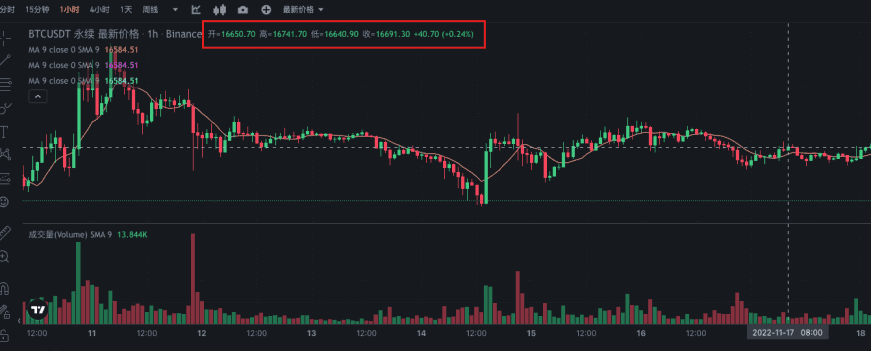 分时 15分钟 1小时 4小时 1天 周线 最新价格
BTCUSDT 永续 最新价格 · 1h · Binance 开=16650.70 高=16741.70 低=16640.90 收=16691.30 +40.70 (+0.24%)
MA 9 close 0 SMA 9 16584.51
MA 9 close 0 SMA 9 16584.51
MA 9 close 0 SMA 9 16584.51
成交量(Volume) SMA 9 13.844K
12:00 11 12:00 12 12:00 13 12:00 14 12:00 15 12:00 16 12:00 2022-11-17 08:00 18